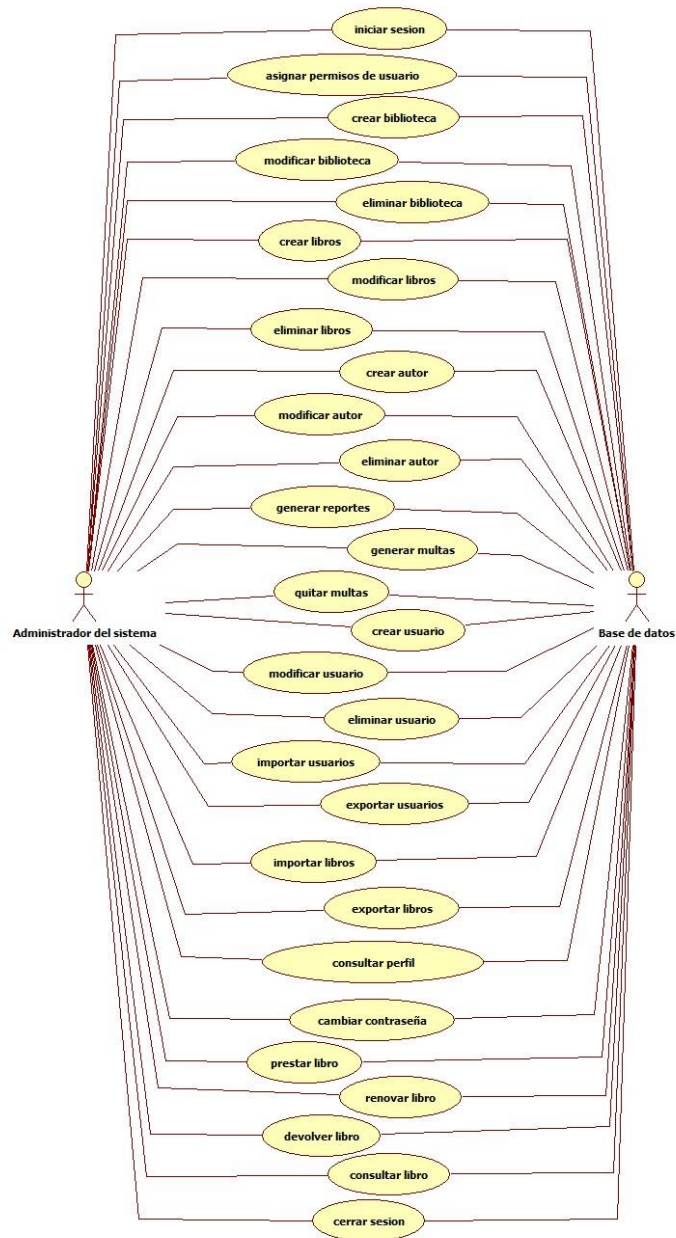 iniciar sesion
asignar permisos de usuario
crear biblioteca
modificar biblioteca
eliminar biblioteca
crear libros
modificar libros
eliminar libros
crear autor
modificar autor
eliminar autor
generar reportes
generar multas
quitar multas
crear usuario
Administrador del sistema
Base de datos
modificar usuario
eliminar usuario
importar usuarios
exportar usuarios
importar libros
exportar libros
consultar perfil
cambiar contraseña
prestar libro
renovar libro
devolver libro
consultar libro
cerrar sesion